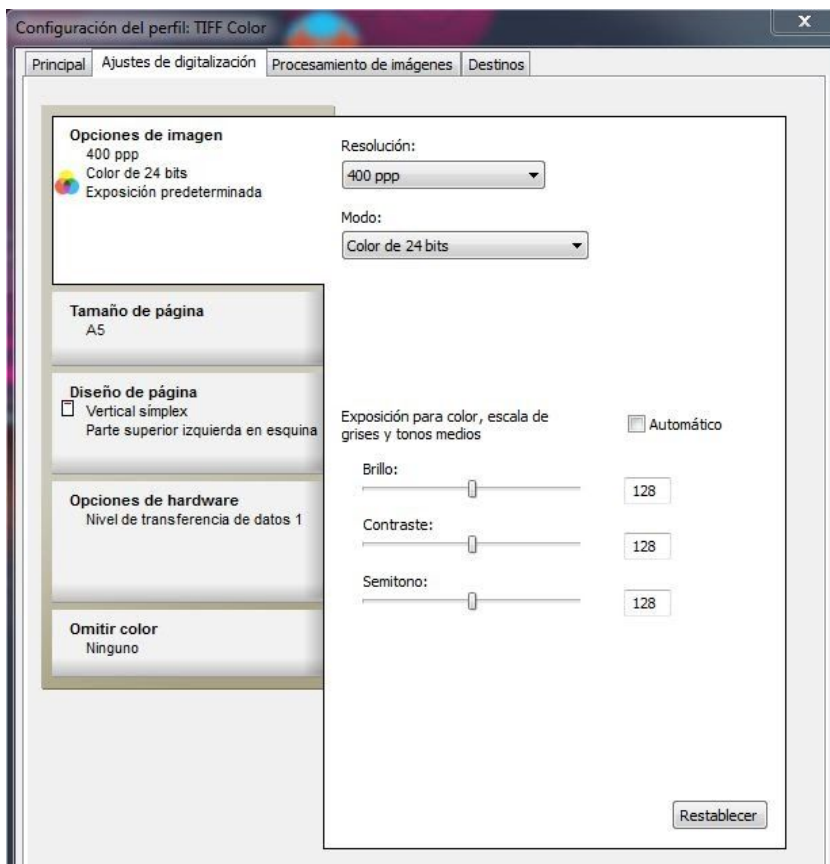 Configuración del perfil: TIFF Color
x
Principal Ajustes de digitalización Procesamiento de imágenes Destinos
Opciones de imagen
400 ppp
Color de 24 bits
Exposición predeterminada
Tamaño de página
A5
Diseño de página
Vertical símplex
Parte superior izquierda en esquina
Opciones de hardware
Nivel de transferencia de datos 1
Omitir color
Ninguno
Resolución:
400 ppp
Modo:
Color de 24 bits
Exposición para color, escala de
grises y tonos medios
Automático
Brillo:
128
Contraste:
128
Semitono:
128
Restablecer